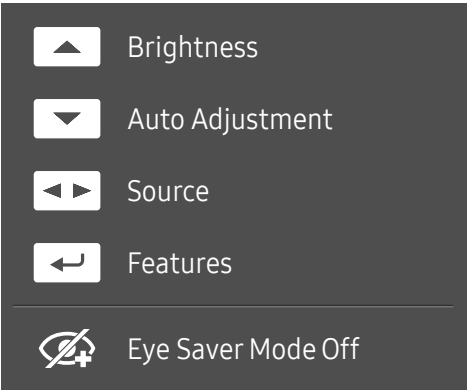 Brightness
Auto Adjustment
Source
Features
Eye Saver Mode Off